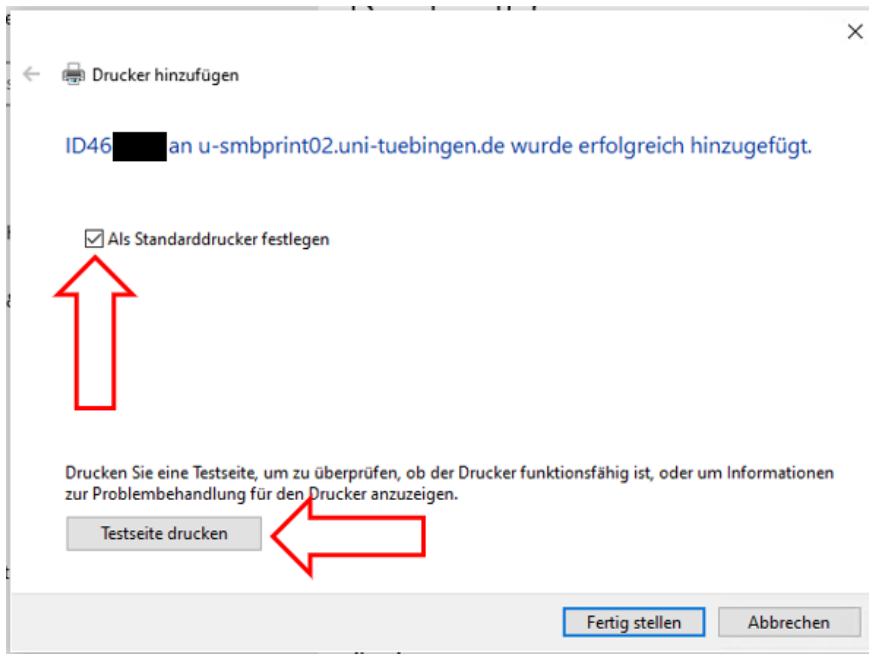 Drucker hinzufügen
ID46 an u-smbprint02.uni-tuebingen.de wurde erfolgreich hinzugefügt.
Als Standarddrucker festlegen
Drucken Sie eine Testseite, um zu überprüfen, ob der Drucker funktionsfähig ist, oder um Informationen
zur Problembehandlung für den Drucker anzuzeigen.
Testseite drucken
Fertig stellen
Abbrechen